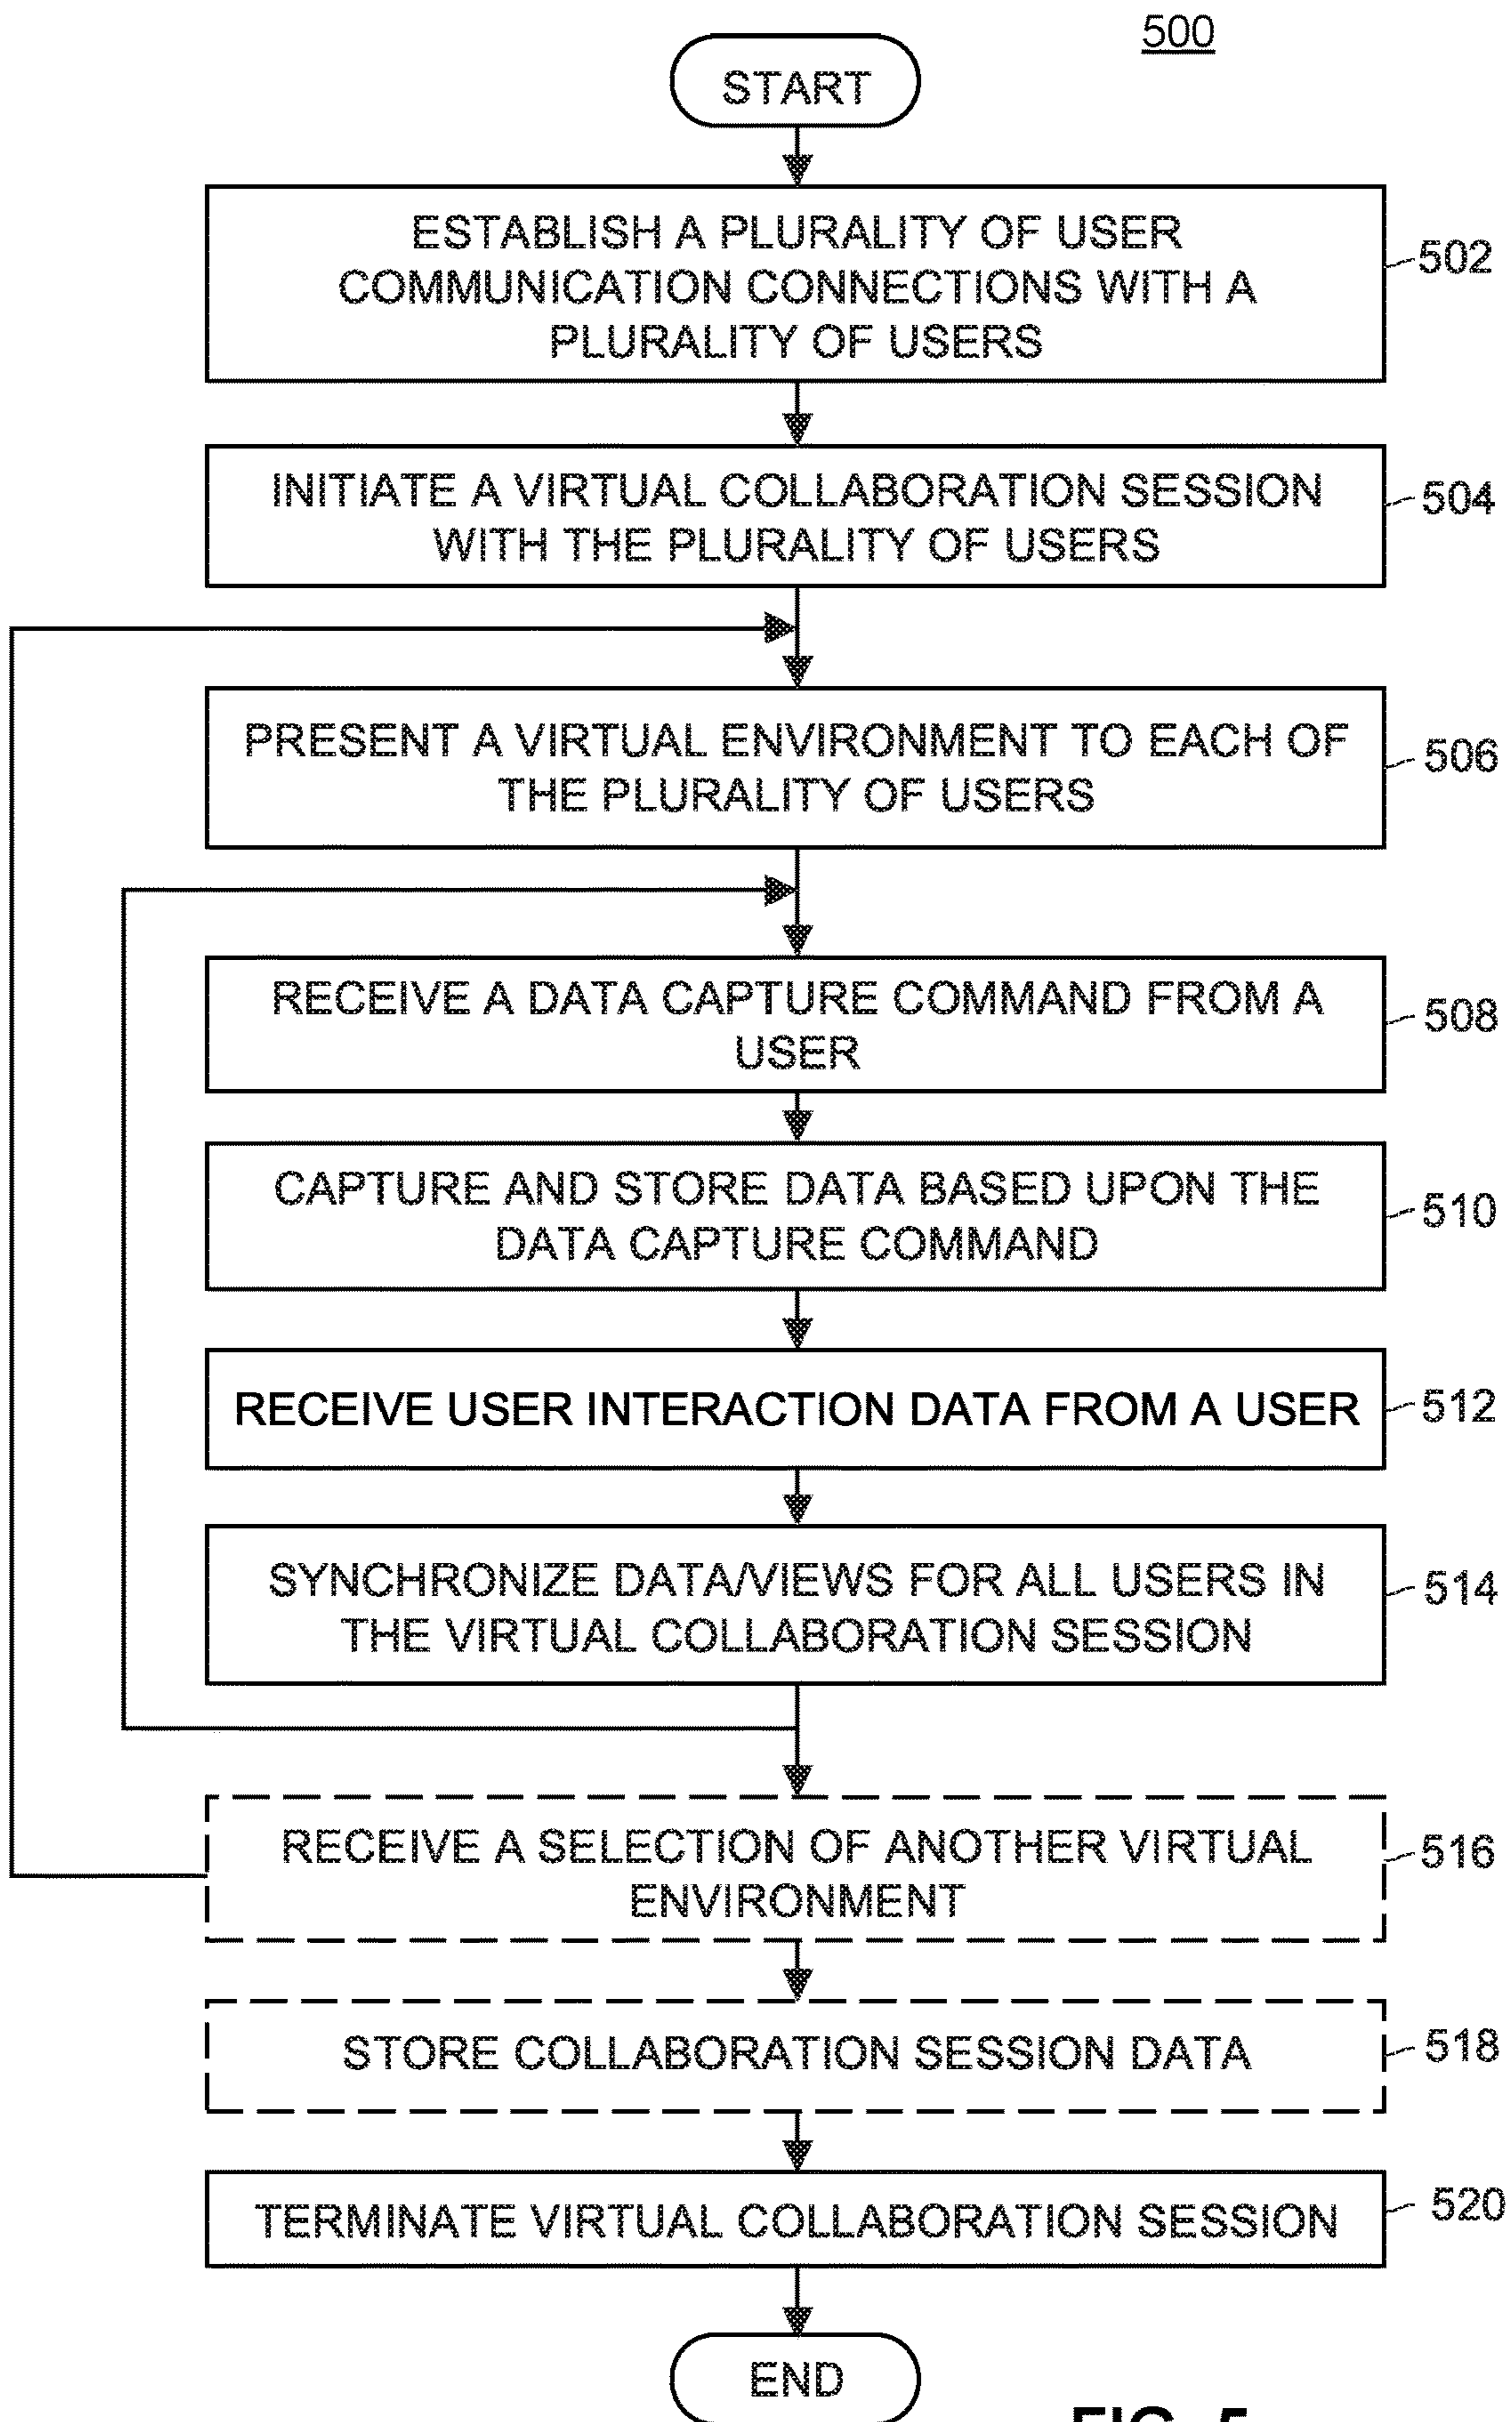 500
START
ESTABLISH A PLURALITY OF USER
COMMUNICATION CONNECTIONS WITH A
PLURALITY OF USERS
502
INITIATE A VIRTUAL COLLABORATION SESSION
WITH THE PLURALITY OF USERS
504
PRESENT A VIRTUAL ENVIRONMENT TO EACH OF
THE PLURALITY OF USERS
506
RECEIVE A DATA CAPTURE COMMAND FROM A
USER
508
CAPTURE AND STORE DATA BASED UPON THE
DATA CAPTURE COMMAND
510
RECEIVE USER INTERACTION DATA FROM A USER
512
SYNCHRONIZE DATA/VIEWS FOR ALL USERS IN
THE VIRTUAL COLLABORATION SESSION
514
RECEIVE A SELECTION OF ANOTHER VIRTUAL
ENVIRONMENT
516
STORE COLLABORATION SESSION DATA
518
TERMINATE VIRTUAL COLLABORATION SESSION
520
END
FIG. 5